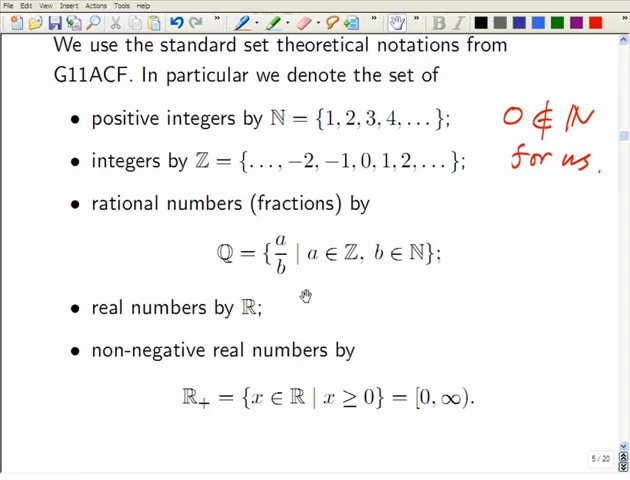 File Edit View Insert Actions Tools Help
B I
We use the standard set theoretical notations from
G11ACF. In particular we denote the set of
• positive integers by ℕ = {1, 2, 3, 4, . . . };
0 ∉ ℕ
• integers by ℤ = {. . . , −2, −1, 0, 1, 2, . . . };
for us.
• rational numbers (fractions) by
ℚ = {a/b | a ∈ ℤ, b ∈ ℕ};
• real numbers by ℝ;
• non-negative real numbers by
ℝ₊ = {x ∈ ℝ | x ≥ 0} = [0, ∞).
5 / 20